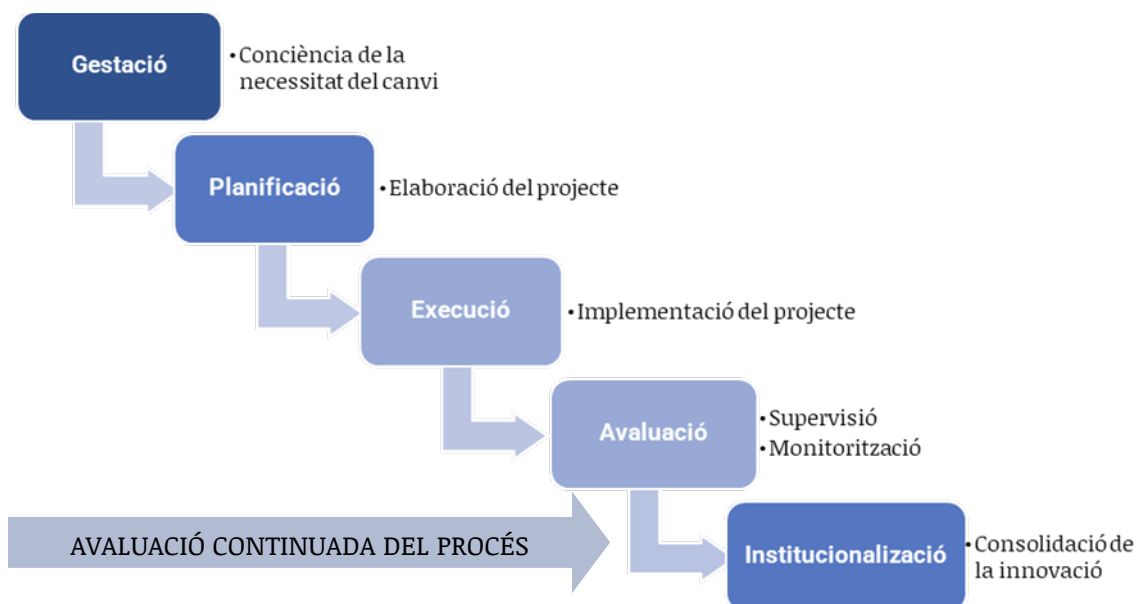 Gestació
•Conciència de la
necessitat del canvi
Planificació
•Elaboració del projecte
Execució
•Implementació del projecte
Avaluació
•Supervisió
•Monitorització
AVALUACIÓ CONTINUADA DEL PROCÉS
Institucionalizació
•Consolidació de
la innovació